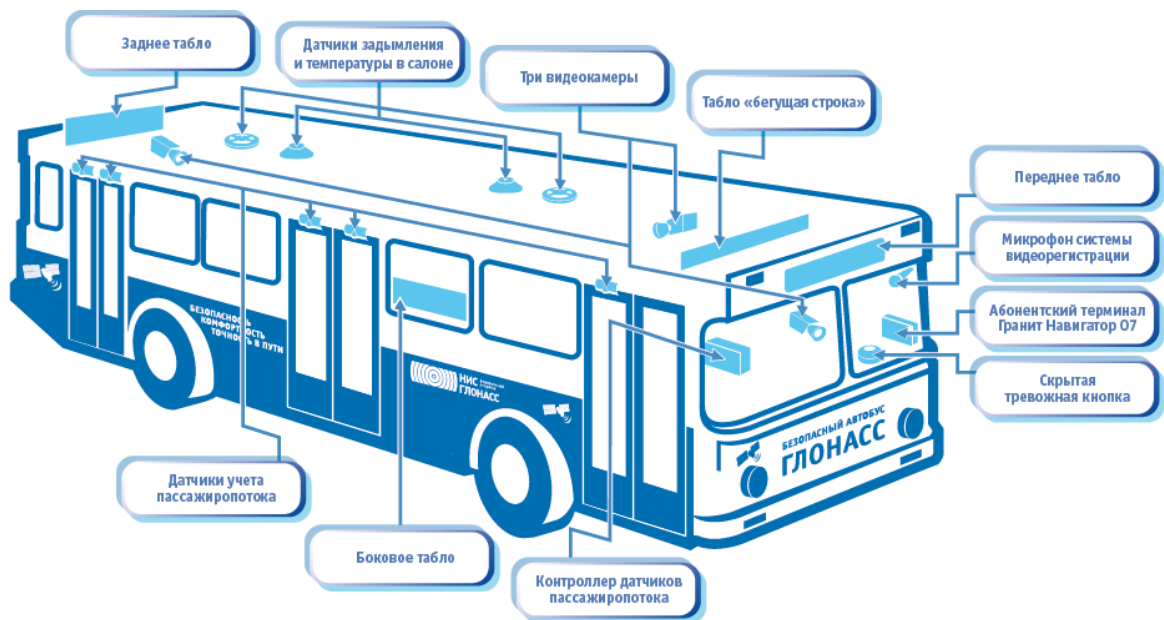 Заднее табло
Датчики задымления
и температуры в салоне
Три видеокамеры
Табло «бегущая строка»
Переднее табло
Микрофон системы
видеорегистрации
Абонентский терминал
Гранит Навигатор 07
Скрытая
тревожная кнопка
БЕЗОПАСНОСТЬ
КОМФОРТНОСТЬ
ТОЧНОСТЬ В ПУТИ
НИС
ГЛОНАСС
БЕЗОПАСНЫЙ АВТОБУС
ГЛОНАСС
Датчики учета
пассажиропотока
Боковое табло
Контроллер датчиков
пассажиропотока